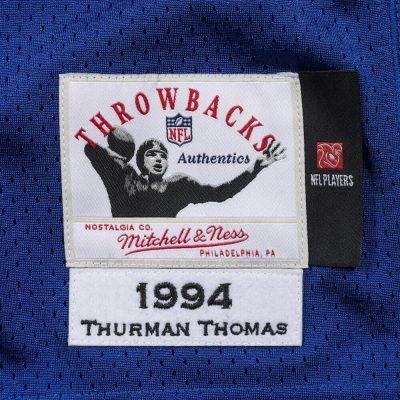 THROWBACKS
NFL
Authentics
NFL PLAYERS
NOSTALGIA CO.
Mitchell & Ness
PHILADELPHIA, PA
1994
THURMAN THOMAS